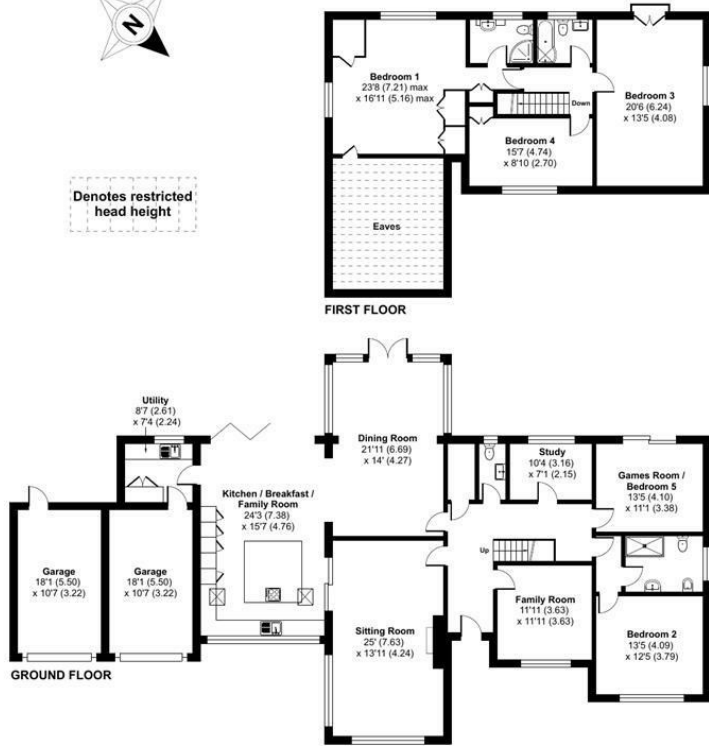 N
Denotes restricted
head height
Bedroom 1
23'8 (7.21) max
x 16'11 (5.16) max
Down
Bedroom 3
20'6 (6.24)
x 13'5 (4.08)
Bedroom 4
15'7 (4.74)
x 8'10 (2.70)
Eaves
FIRST FLOOR
Utility
8'7 (2.61)
x 7'4 (2.24)
Dining Room
21'11 (6.69)
x 14' (4.27)
Study
10'4 (3.16)
x 7'1 (2.15)
Games Room /
Bedroom 5
13'5 (4.10)
x 11'1 (3.38)
Kitchen / Breakfast /
Family Room
24'3 (7.38)
x 15'7 (4.76)
Garage
18'1 (5.50)
x 10'7 (3.22)
Garage
18'1 (5.50)
x 10'7 (3.22)
Up
Family Room
11'11 (3.63)
x 11'11 (3.63)
Sitting Room
25' (7.63)
x 13'11 (4.24)
Bedroom 2
13'5 (4.09)
x 12'5 (3.79)
GROUND FLOOR